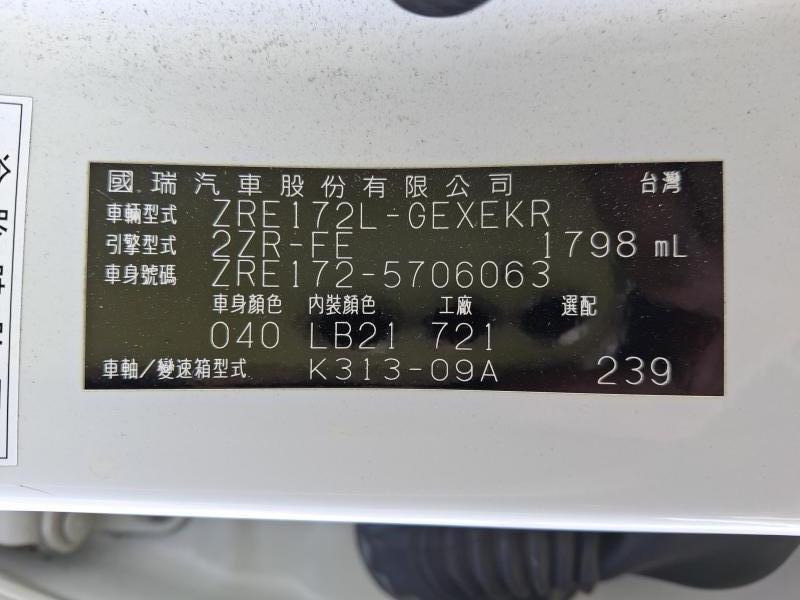 國瑞汽車股份有限公司 台灣
車輛型式 ZRE172L-GEXEKR
引擎型式 2ZR-FE 1798 mL
車身號碼 ZRE172-5706063
車身顏色 內裝顏色 工廠 選配
040 LB21 721
車軸/變速箱型式 K313-09A 239